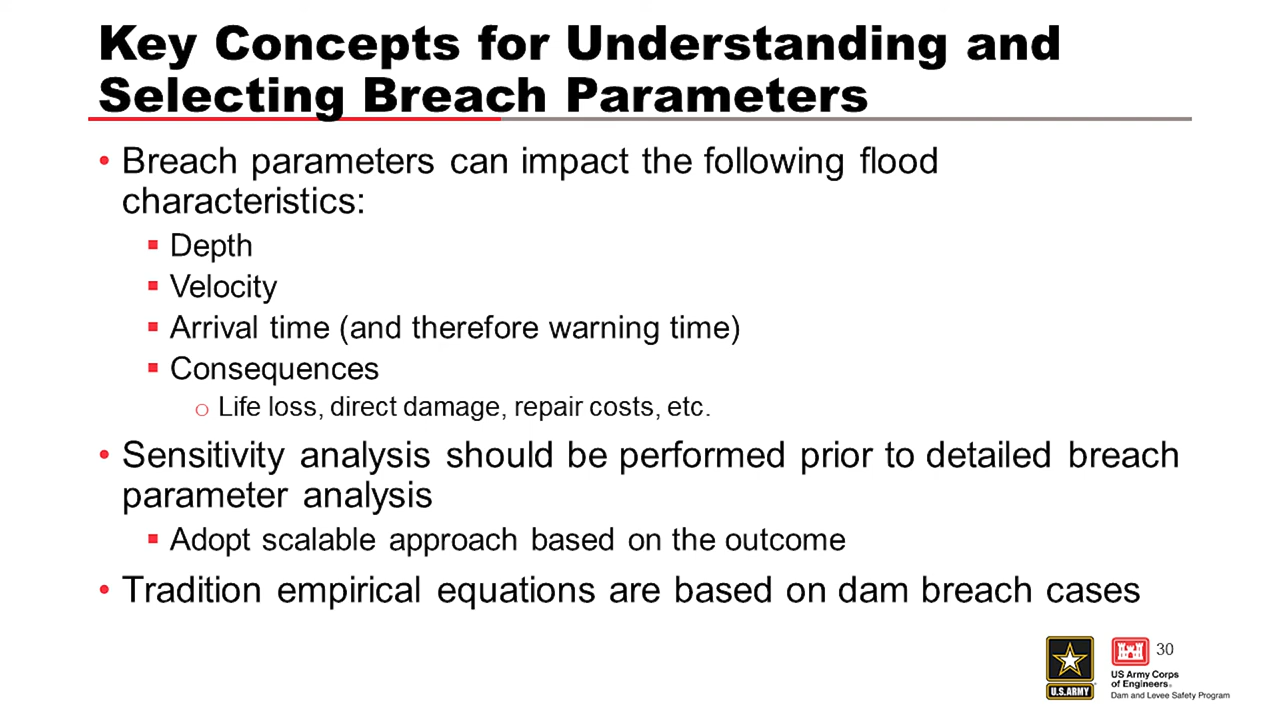 Key Concepts for Understanding and
Selecting Breach Parameters
• Breach parameters can impact the following flood
characteristics:
▪ Depth
▪ Velocity
▪ Arrival time (and therefore warning time)
▪ Consequences
o Life loss, direct damage, repair costs, etc.
• Sensitivity analysis should be performed prior to detailed breach
parameter analysis
▪ Adopt scalable approach based on the outcome
• Tradition empirical equations are based on dam breach cases
30
U.S. ARMY
US Army Corps
of Engineers®
Dam and Levee Safety Program